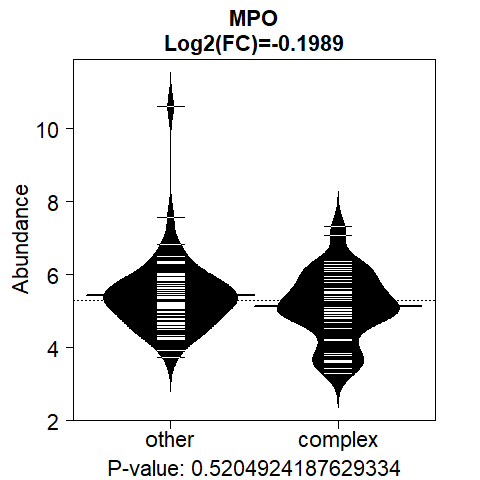 MPO
Log2(FC)=-0.1989
Abundance
10
8
6
4
2
other
complex
P-value: 0.5204924187629334